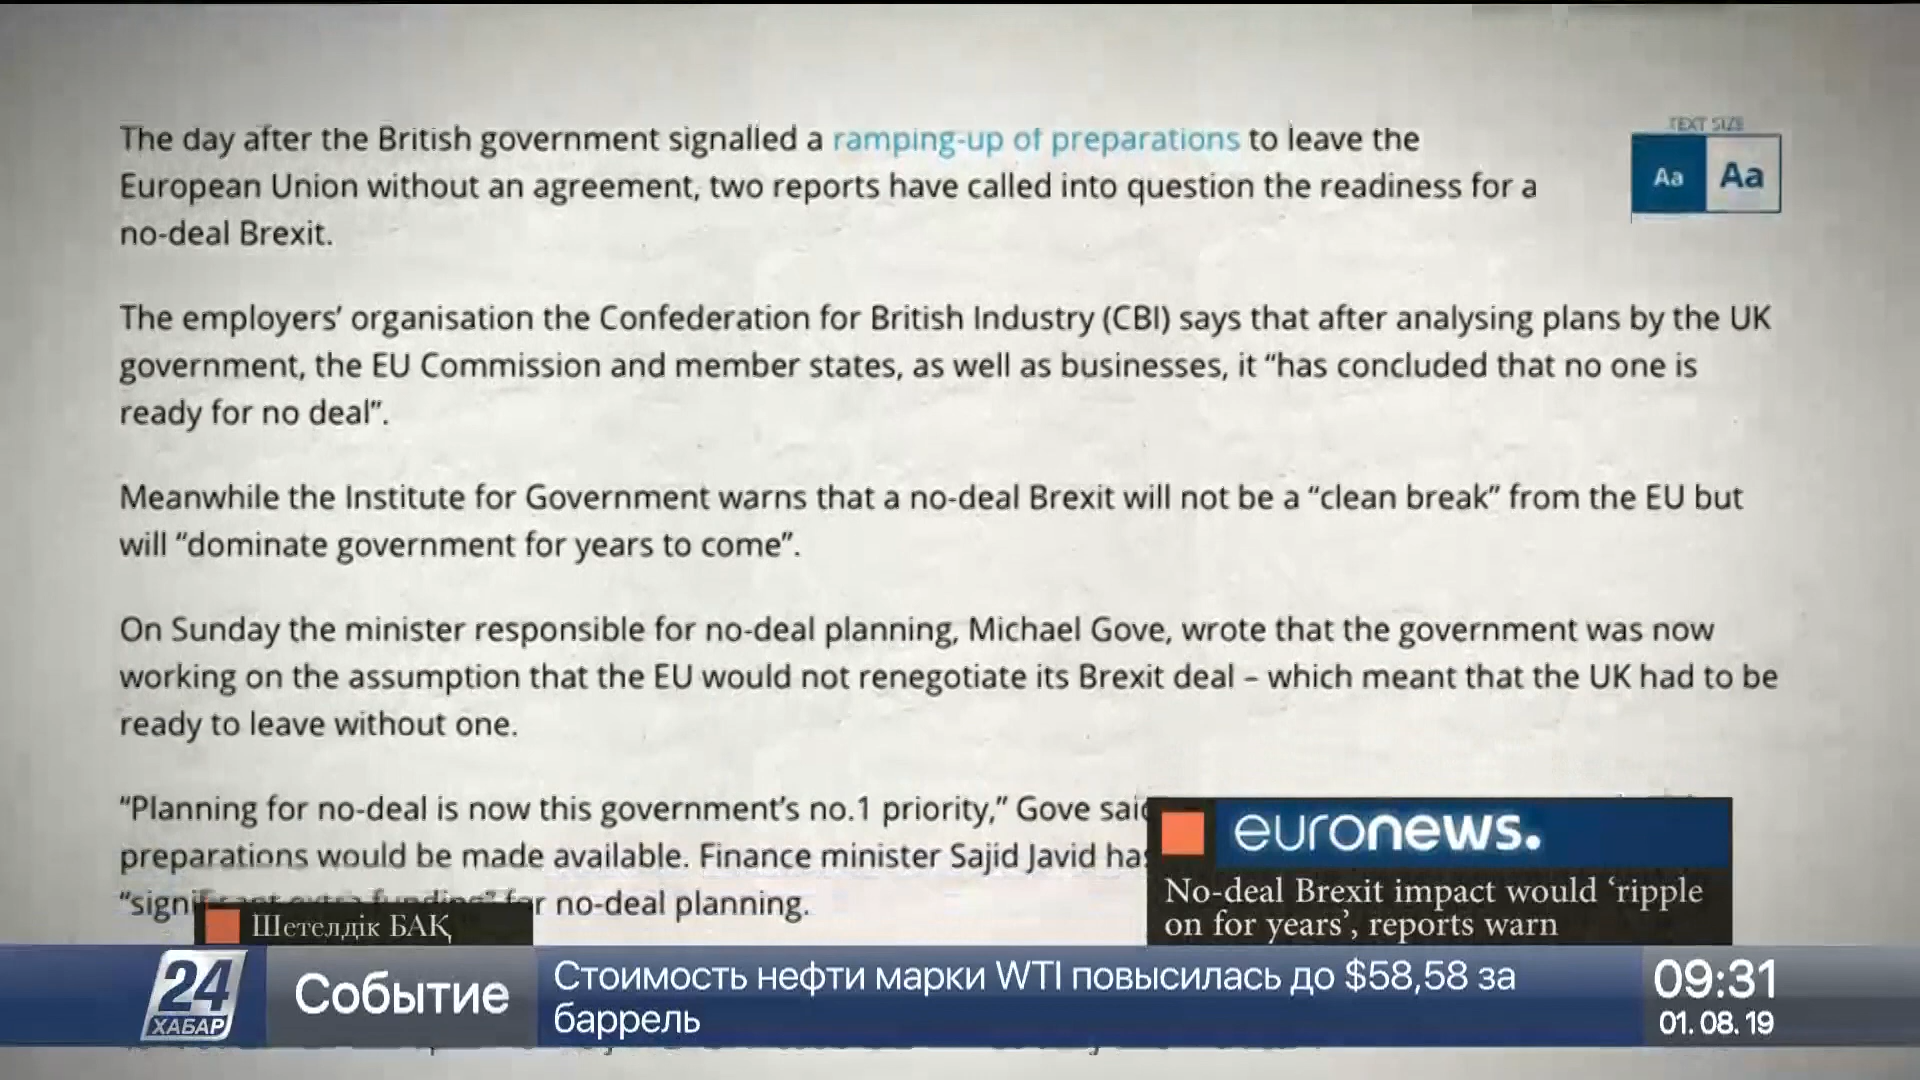 The day after the British government signalled a ramping-up of preparations to leave the
European Union without an agreement, two reports have called into question the readiness for a
no-deal Brexit.
TEXT SIZE
Aa Aa
The employers’ organisation the Confederation for British Industry (CBI) says that after analysing plans by the UK
government, the EU Commission and member states, as well as businesses, it “has concluded that no one is
ready for no deal”.
Meanwhile the Institute for Government warns that a no-deal Brexit will not be a “clean break” from the EU but
will “dominate government for years to come”.
On Sunday the minister responsible for no-deal planning, Michael Gove, wrote that the government was now
working on the assumption that the EU would not renegotiate its Brexit deal – which meant that the UK had to be
ready to leave without one.
“Planning for no-deal is now this government’s no.1 priority,” Gove said
preparations would be made available. Finance minister Sajid Javid has
“significant extra funding” for no-deal planning.
euronews.
No-deal Brexit impact would ‘ripple
on for years’, reports warn
Шетелдік БАҚ
24
ХАБАР
Событие
Стоимость нефти марки WTI повысилась до $58,58 за
баррель
09:31
01. 08. 19